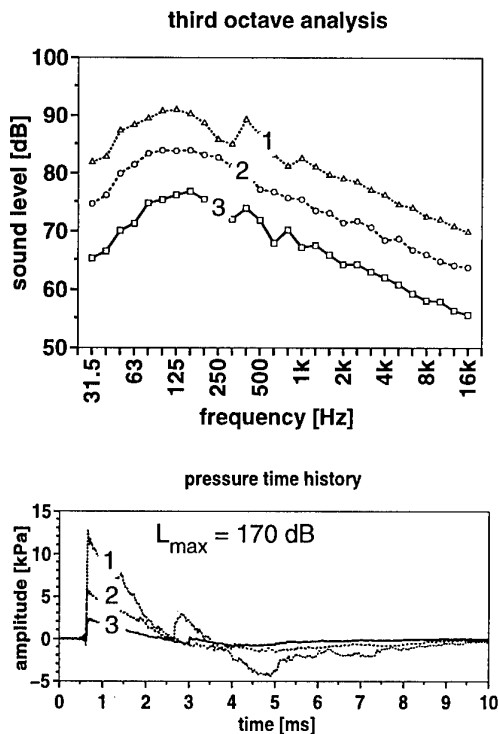 third octave analysis
100
90
80
70
60
50
sound level [dB]
1
2
3
31.5
63
125
250
500
1k
2k
4k
8k
16k
frequency [Hz]
pressure time history
15
10
5
0
−5
amplitude [kPa]
L max = 170 dB
1
2
3
0
1
2
3
4
5
6
7
8
9
10
time [ms]